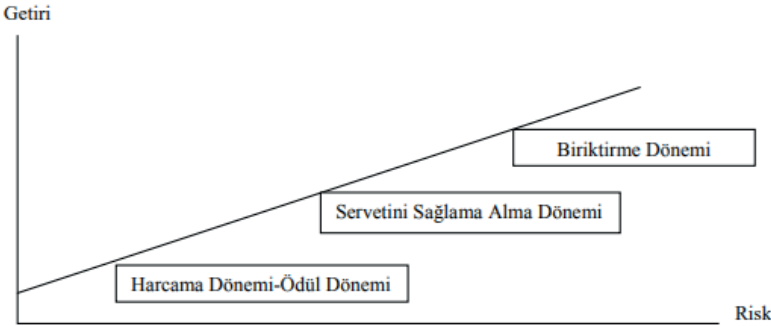 Getiri
Biriktirme Dönemi
Servetini Sağlama Alma Dönemi
Harcama Dönemi-Ödül Dönemi
Risk